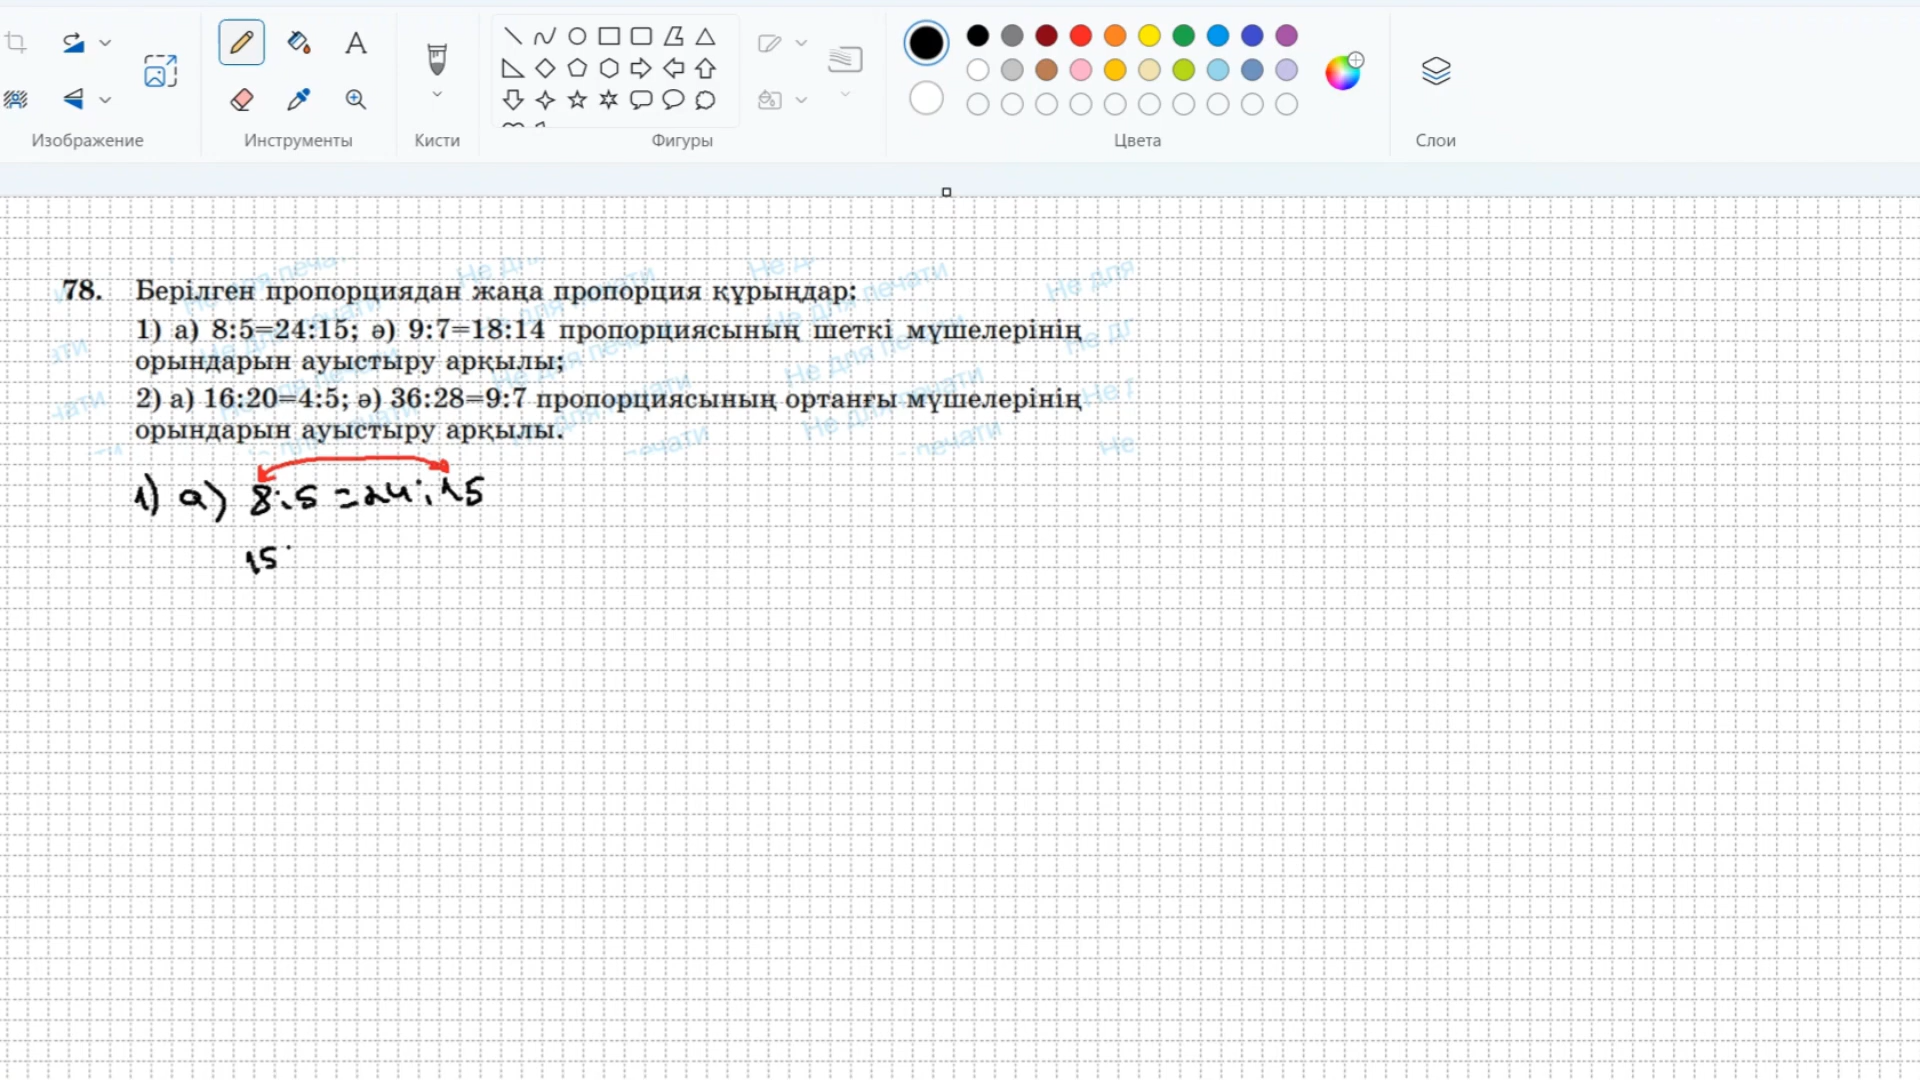 Изображение
Инструменты
Кисти
Фигуры
Цвета
Слои
78. Берілген пропорциядан жаңа пропорция құрыңдар:
1) а) 8:5=24:15; ә) 9:7=18:14 пропорциясының шеткі мүшелерінің
орындарын ауыстыру арқылы;
2) а) 16:20=4:5; ә) 36:28=9:7 пропорциясының ортанғы мүшелерінің
орындарын ауыстыру арқылы.
1) а) 8:5=24:15
15